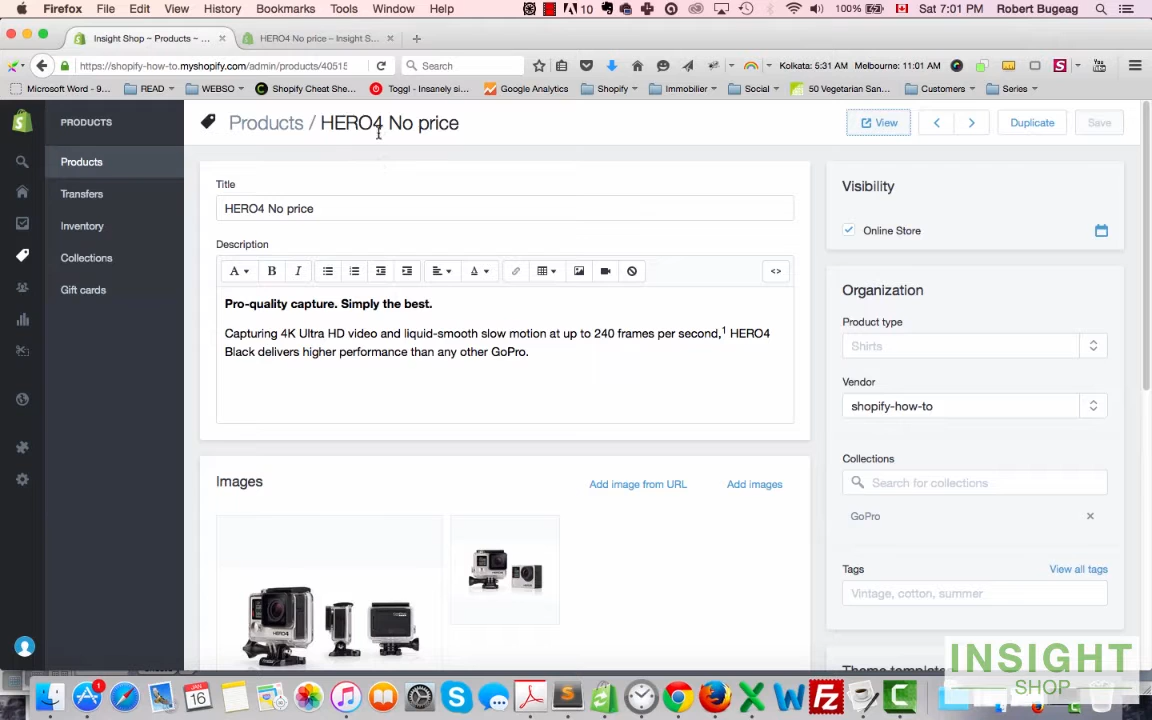 Firefox File Edit View History Bookmarks Tools Window Help 10 100% Sat 7:01 PM Robert Bugeag
Insight Shop ~ Products ~ ... HERO4 No price – Insight S...
https://shopify-how-to.myshopify.com/admin/products/40515 Search Kolkata: 5:31 AM Melbourne: 11:01 AM
Microsoft Word - 9... READ WEBSO Shopify Cheat She... Toggl - Insanely si... Google Analytics Shopify Immobilier Social 50 Vegetarian San... Customers Series
PRODUCTS Products / HERO4 No price View Duplicate Save
Products
Transfers
Inventory
Collections
Gift cards
Title
HERO4 No price
Description
A B I A <>
Pro-quality capture. Simply the best.
Capturing 4K Ultra HD video and liquid-smooth slow motion at up to 240 frames per second,1 HERO4
Black delivers higher performance than any other GoPro.
Images Add image from URL Add images
HERO4
Visibility
Online Store
Organization
Product type
Shirts
Vendor
shopify-how-to
Collections
Search for collections
GoPro
Tags View all tags
Vintage, cotton, summer
Theme template
INSIGHT
SHOP
JAN
16